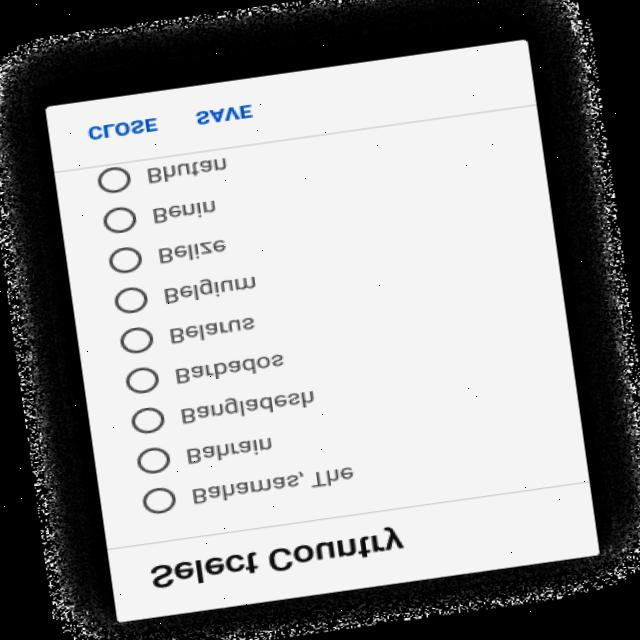 Select Country
Bahamas, The
Bahrain
Bangladesh
Barbados
Belarus
Belgium
Belize
Benin
Bhutan
CLOSE SAVE